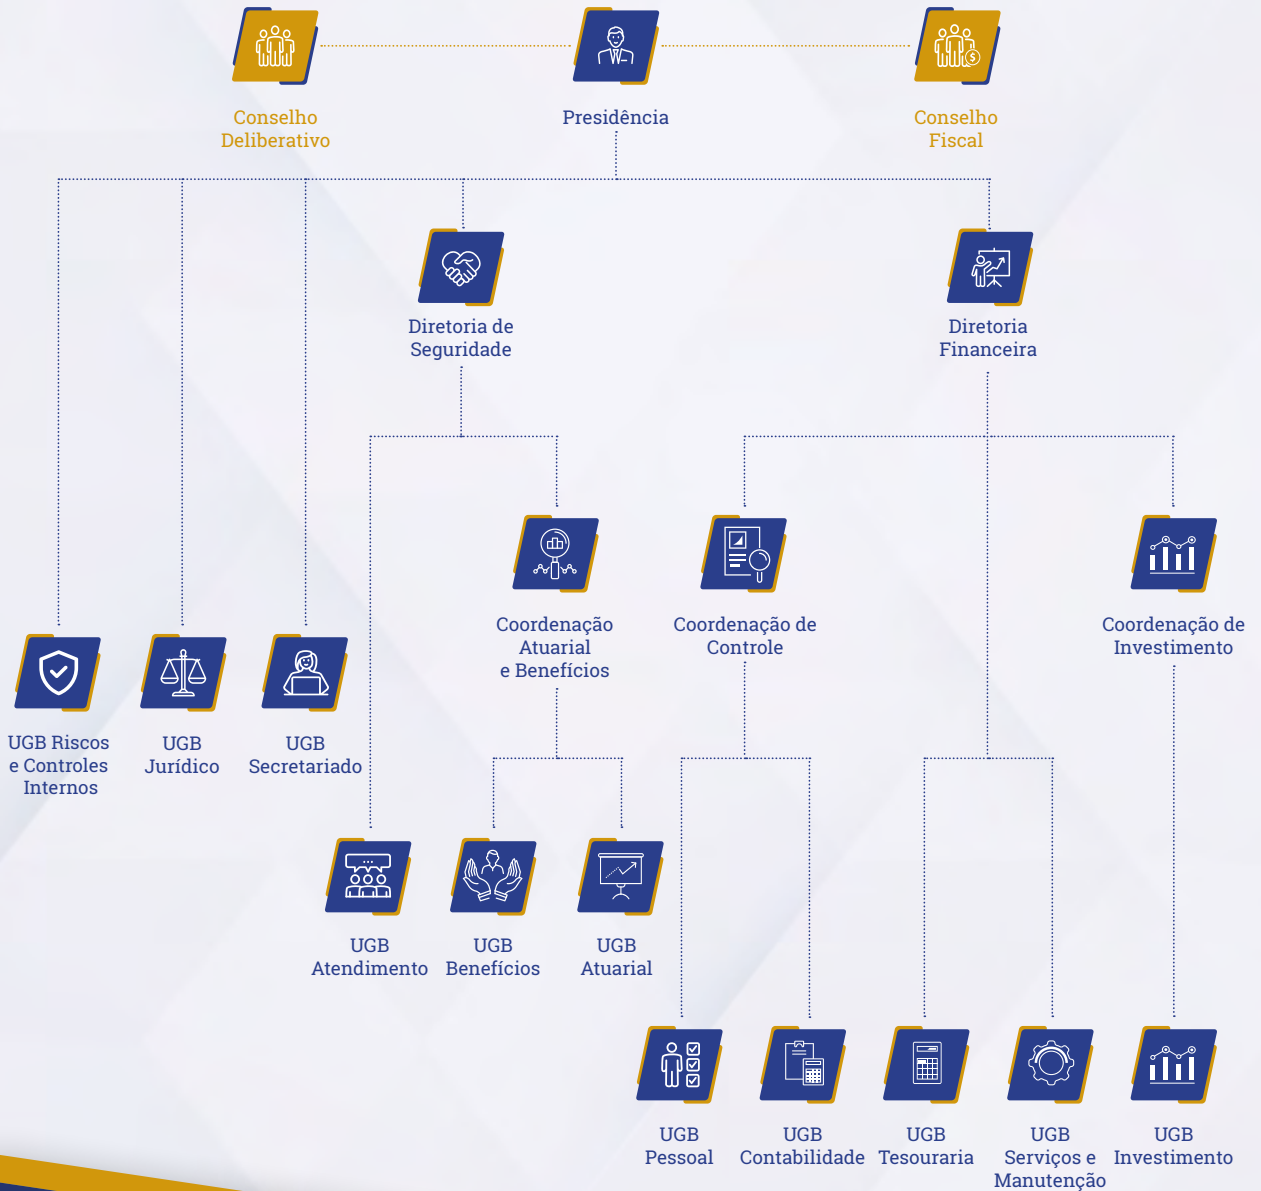 Conselho
Deliberativo
Presidência
Conselho
Fiscal
Diretoria de
Seguridade
Diretoria
Financeira
Coordenação
Atuarial
e Benefícios
Coordenação de
Controle
Coordenação de
Investimento
UGB Riscos
e Controles
Internos
UGB
Jurídico
UGB
Secretariado
UGB
Atendimento
UGB
Benefícios
UGB
Atuarial
UGB
Pessoal
UGB
Contabilidade
UGB
Tesouraria
UGB
Serviços e
Manutenção
UGB
Investimento